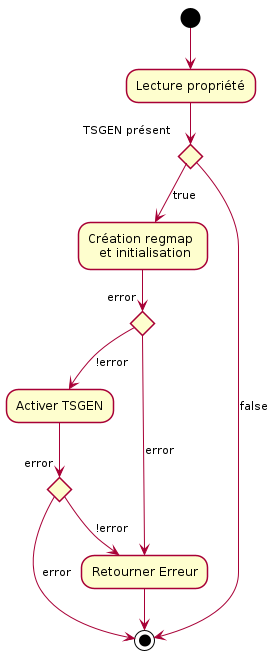 Lecture propriété
TSGEN présent
true
Création regmap
et initialisation
error
!error
Activer TSGEN
false
error
error
!error
error
Retourner Erreur